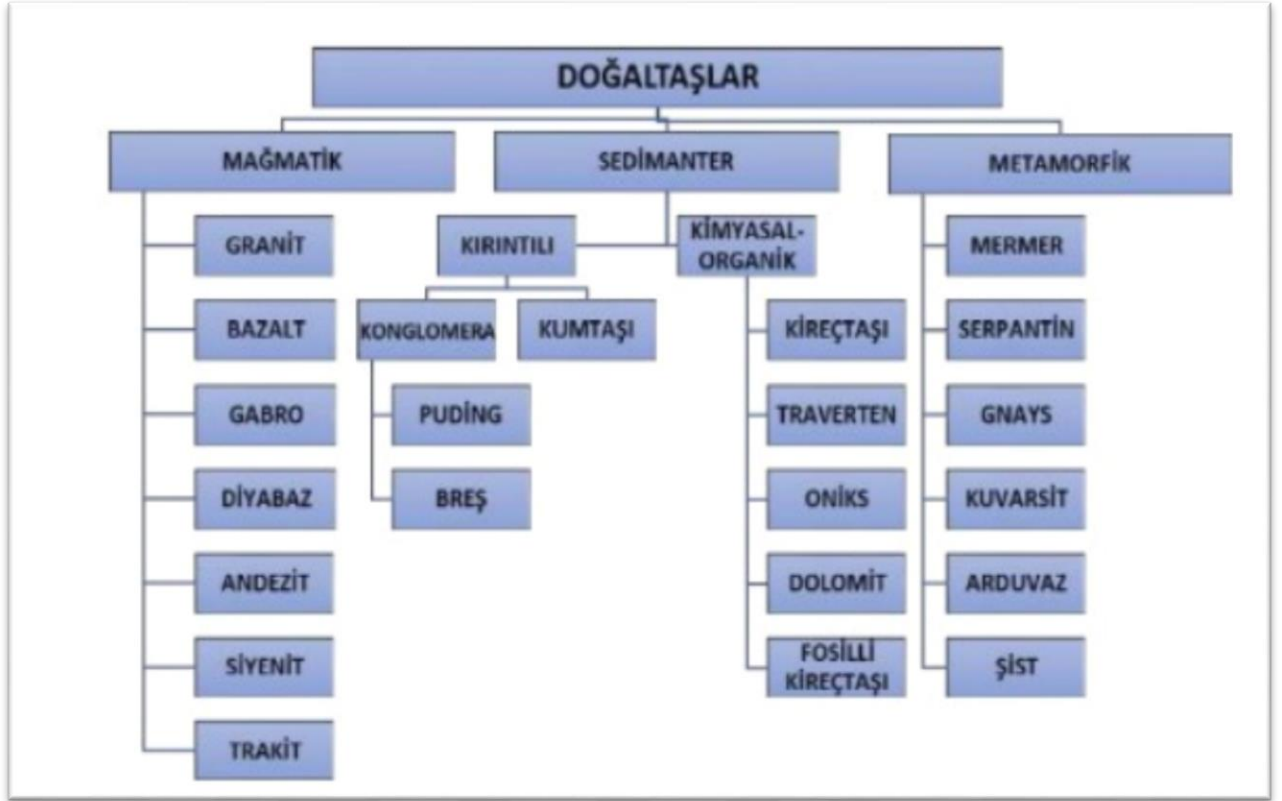 DOĞALTAŞLAR
MAĞMATİK
SEDİMANTER
METAMORFİK
GRANİT
BAZALT
GABRO
DİYABAZ
ANDEZİT
SİYENİT
TRAKİT
KIRINTILI
KONGLOMERA
KUMTAŞI
PUDİNG
BREŞ
KİMYASAL-
ORGANİK
KİREÇTAŞI
TRAVERTEN
ONİKS
DOLOMİT
FOSİLLİ
KİREÇTAŞI
MERMER
SERPANTİN
GNAYS
KUVARSİT
ARDUVAZ
ŞİST